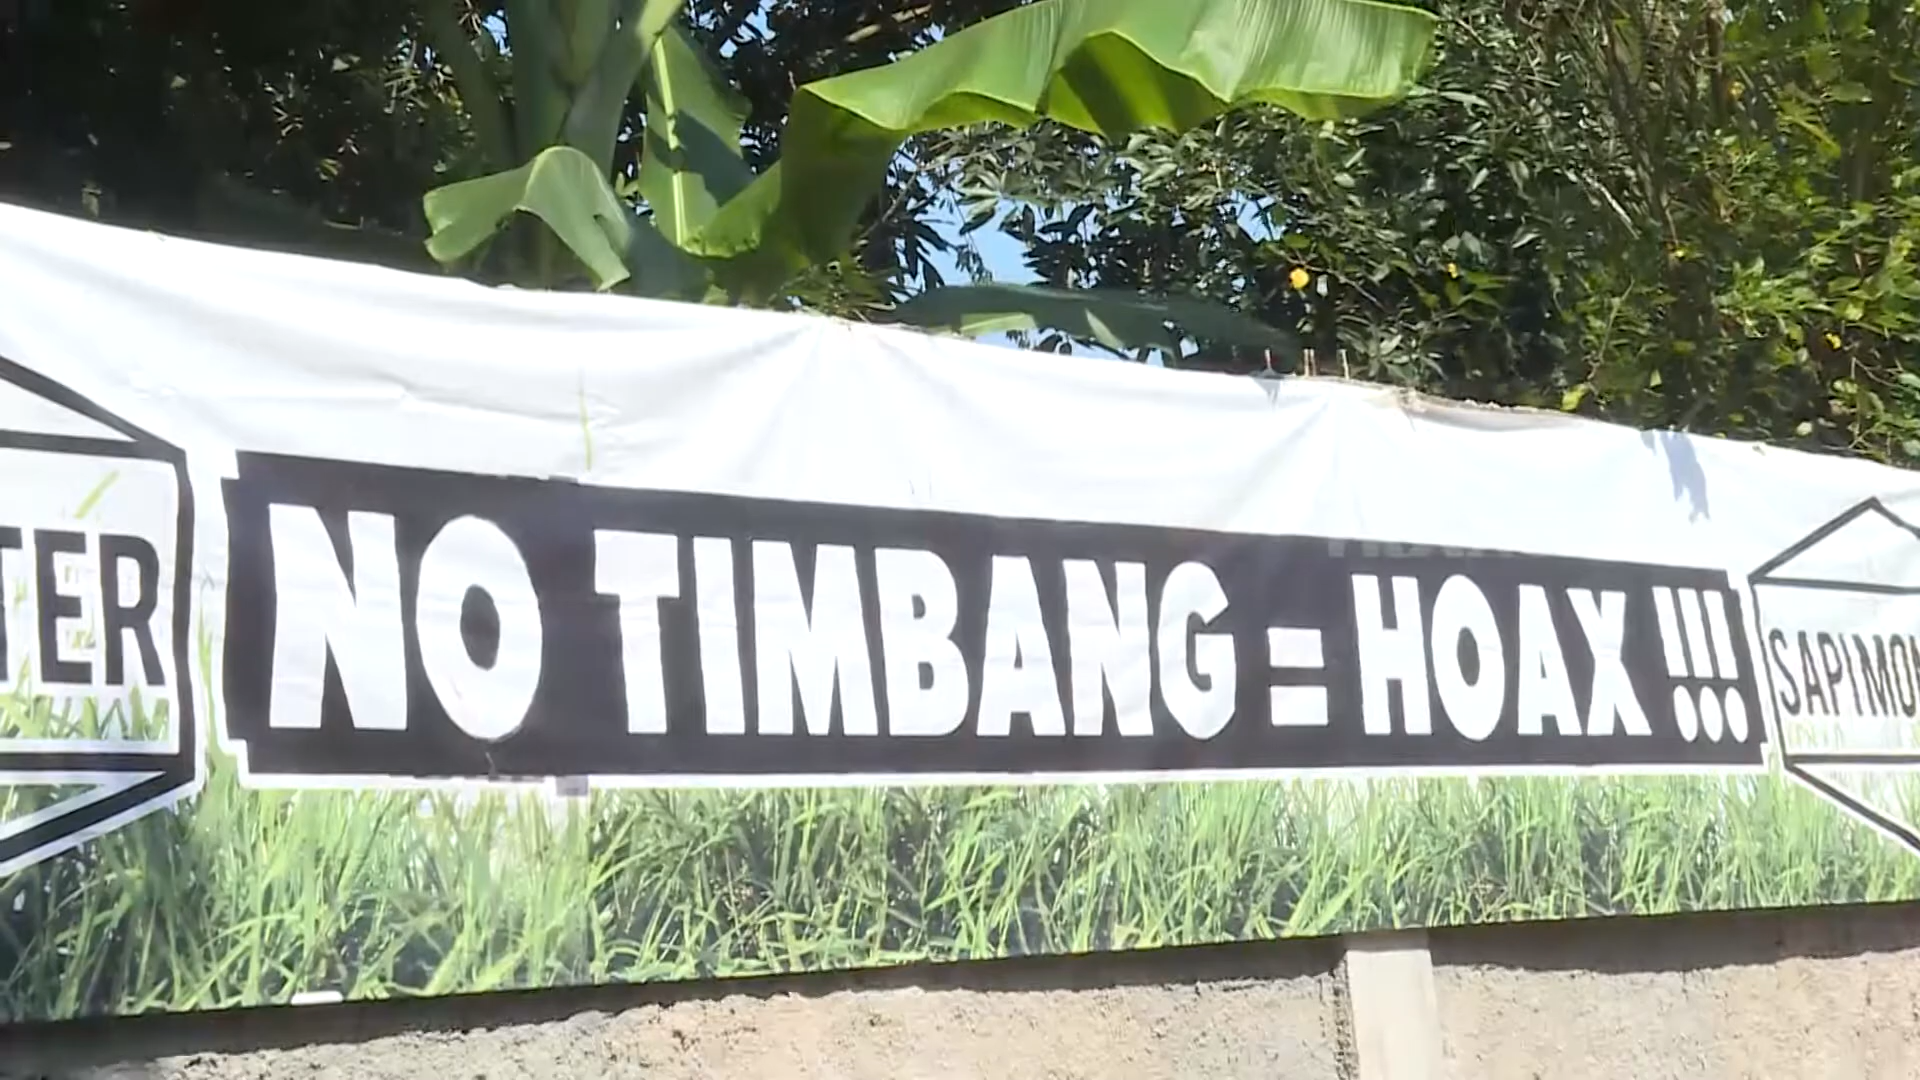 TER
NO TIMBANG = HOAX !!!
SAPIMO